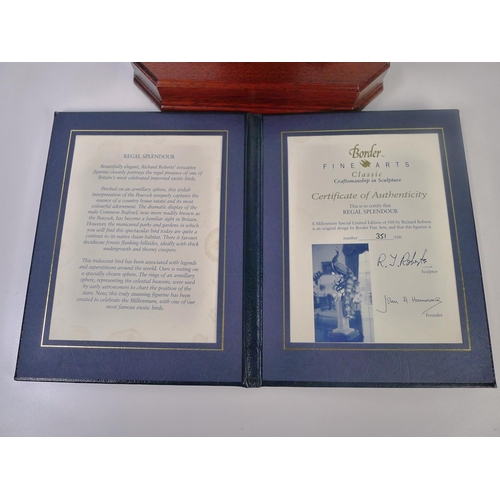 REGAL SPLENDOUR
Beautifully elegant, Richard Roberts' evocative
figurine closely portrays the regal presence of one of
Britain's most celebrated imported exotic birds.
Perched on an armillary sphere, this stylish
interpretation of the Peacock uniquely captures the
essence of a country house estate and its most
colourful adornment. The dramatic display of the
male Common Peafowl, now more readily known as
the Peacock, has become a familiar sight in Britain.
However, the manicured parks and gardens in which
you will find this spectacular bird today are quite a
contrast to its native Asian habitat. There it favours
deciduous forests flanking hillsides, ideally with thick
undergrowth and thorny coppses.
This iridescent bird has been associated with legends
and superstitions around the world. Ours is resting on
a specially chosen sphere. The rings of an armillary
sphere, representing the celestial heavens, were used
by early astronomers to chart the position of the
stars. Now, this truly stunning figurine has been
created to celebrate the Millennium, with one of our
most famous exotic birds.
Border
FINE ARTS
Classic
Craftsmanship in Sculpture
Certificate of Authenticity
This is to certify that
REGAL SPLENDOUR
A Millennium Special Limited Edition of 950 by Richard Roberts
is an original design by Border Fine Arts, and that this figurine is
number 351 /950
R. J. Roberts
Sculptor
John A. Hammond
Founder